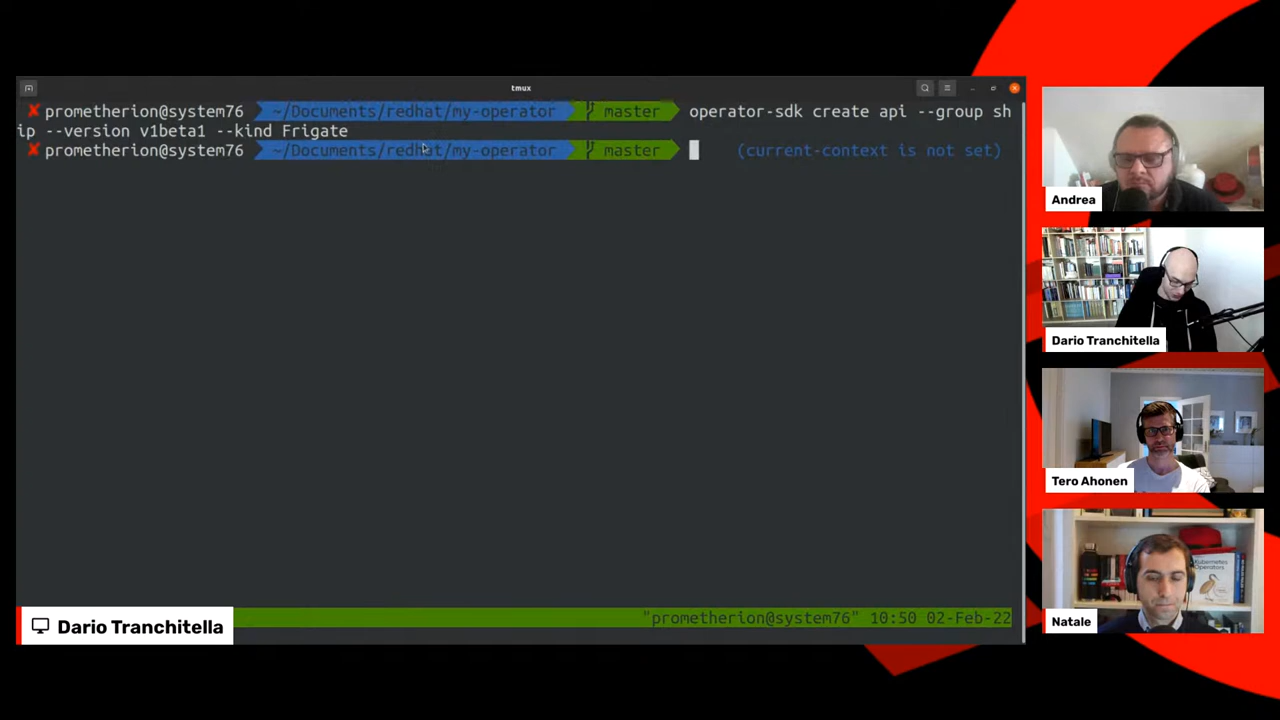 tmux
✘ prometherion@system76 ~/Documents/redhat/my-operator master operator-sdk create api --group sh
ip --version v1beta1 --kind Frigate
✘ prometherion@system76 ~/Documents/redhat/my-operator master (current-context is not set)
"prometherion@system76" 10:50 02-Feb-22
Dario Tranchitella
Andrea
Dario Tranchitella
Tero Ahonen
Kubernetes
Operators
Natale